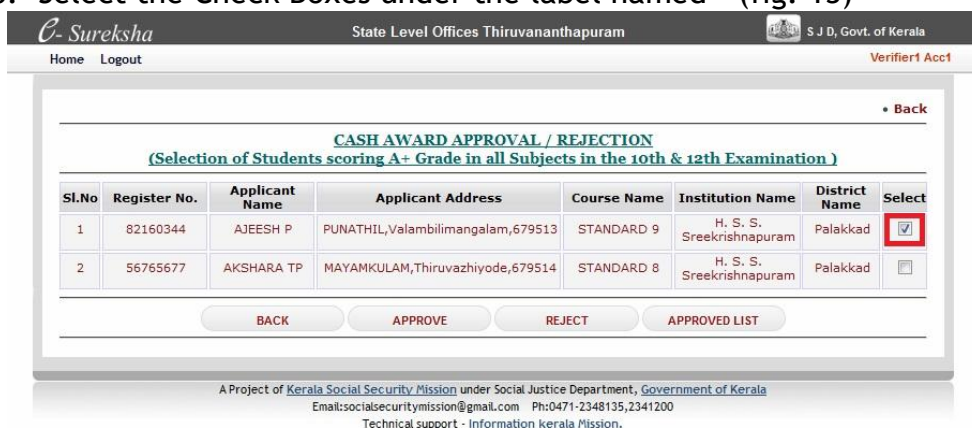 Select the Check Boxes under the label named (fig. 13)
e- Sureksha State Level Offices Thiruvananthapuram S J D, Govt. of Kerala
Home Logout Verifier1 Acc1
• Back
CASH AWARD APPROVAL / REJECTION
(Selection of Students scoring A+ Grade in all Subjects in the 10th & 12th Examination )
Sl.No Register No. Applicant Name Applicant Address Course Name Institution Name District Name Select
1 82160344 AJEESH P PUNATHIL,Valambilimangalam,679513 STANDARD 9 H. S. S. Sreekrishnapuram Palakkad
2 56765677 AKSHARA TP MAYAMKULAM,Thiruvazhiyode,679514 STANDARD 8 H. S. S. Sreekrishnapuram Palakkad
BACK APPROVE REJECT APPROVED LIST
A Project of Kerala Social Security Mission under Social Justice Department, Government of Kerala
Email:socialsecuritymission@gmail.com Ph:0471-2348135,2341200
Technical support - Information kerala Mission.